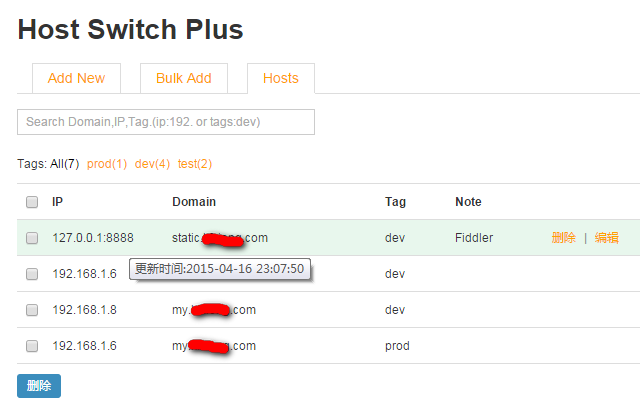 Host Switch Plus
Add New Bulk Add Hosts
Search Domain,IP,Tag.(ip:192. or tags:dev)
Tags: All(7) prod(1) dev(4) test(2)
IP Domain Tag Note
127.0.0.1:8888 static. .com dev Fiddler 删除 | 编辑
更新时间:2015-04-16 23:07:50
192.168.1.6 dev
192.168.1.8 my. .com dev
192.168.1.6 my. .com prod
删除